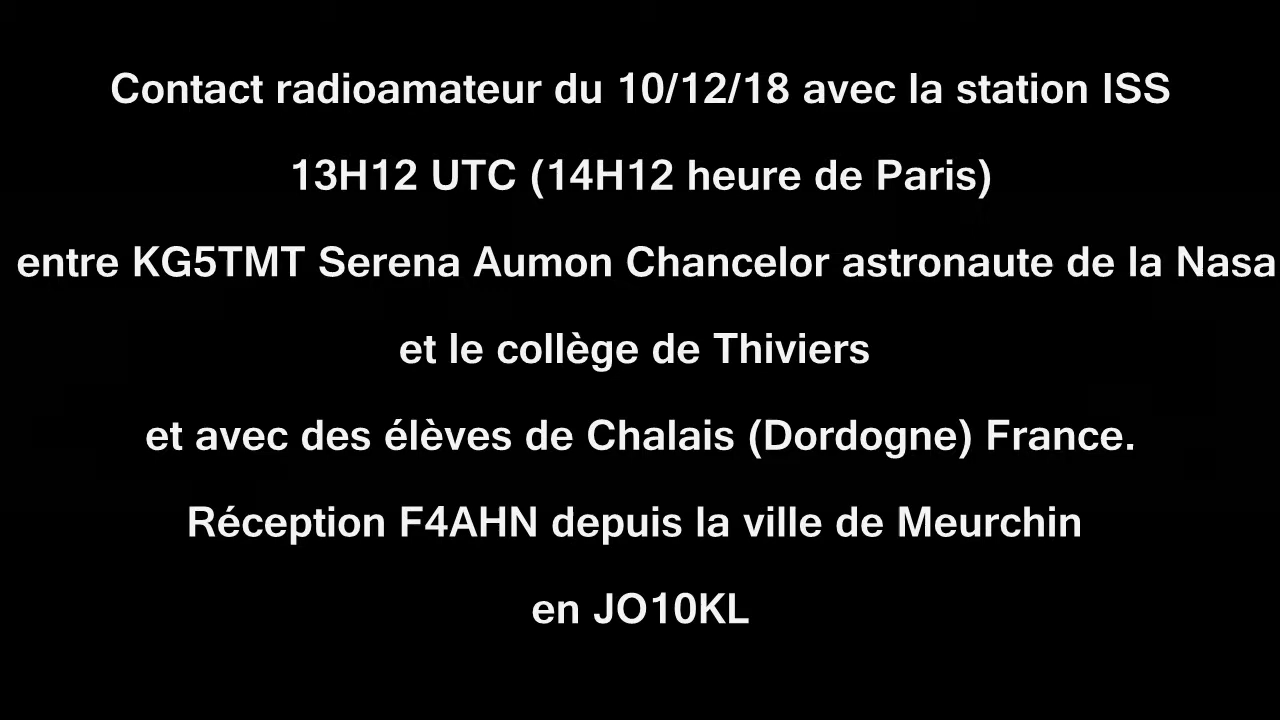 Contact radioamateur du 10/12/18 avec la station ISS
13H12 UTC (14H12 heure de Paris)
entre KG5TMT Serena Aumon Chancelor astronaute de la Nasa
et le collège de Thiviers
et avec des élèves de Chalais (Dordogne) France.
Réception F4AHN depuis la ville de Meurchin
en JO10KL